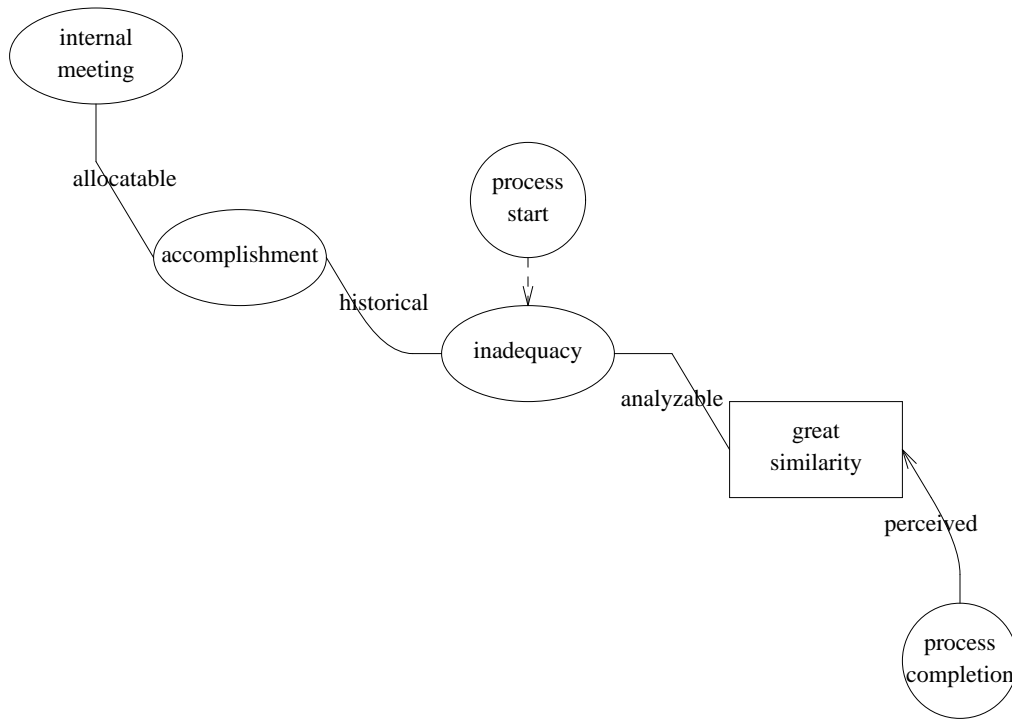 internal
meeting
allocatable
process
start
accomplishment
historical
inadequacy
analyzable
great
similarity
perceived
process
completion